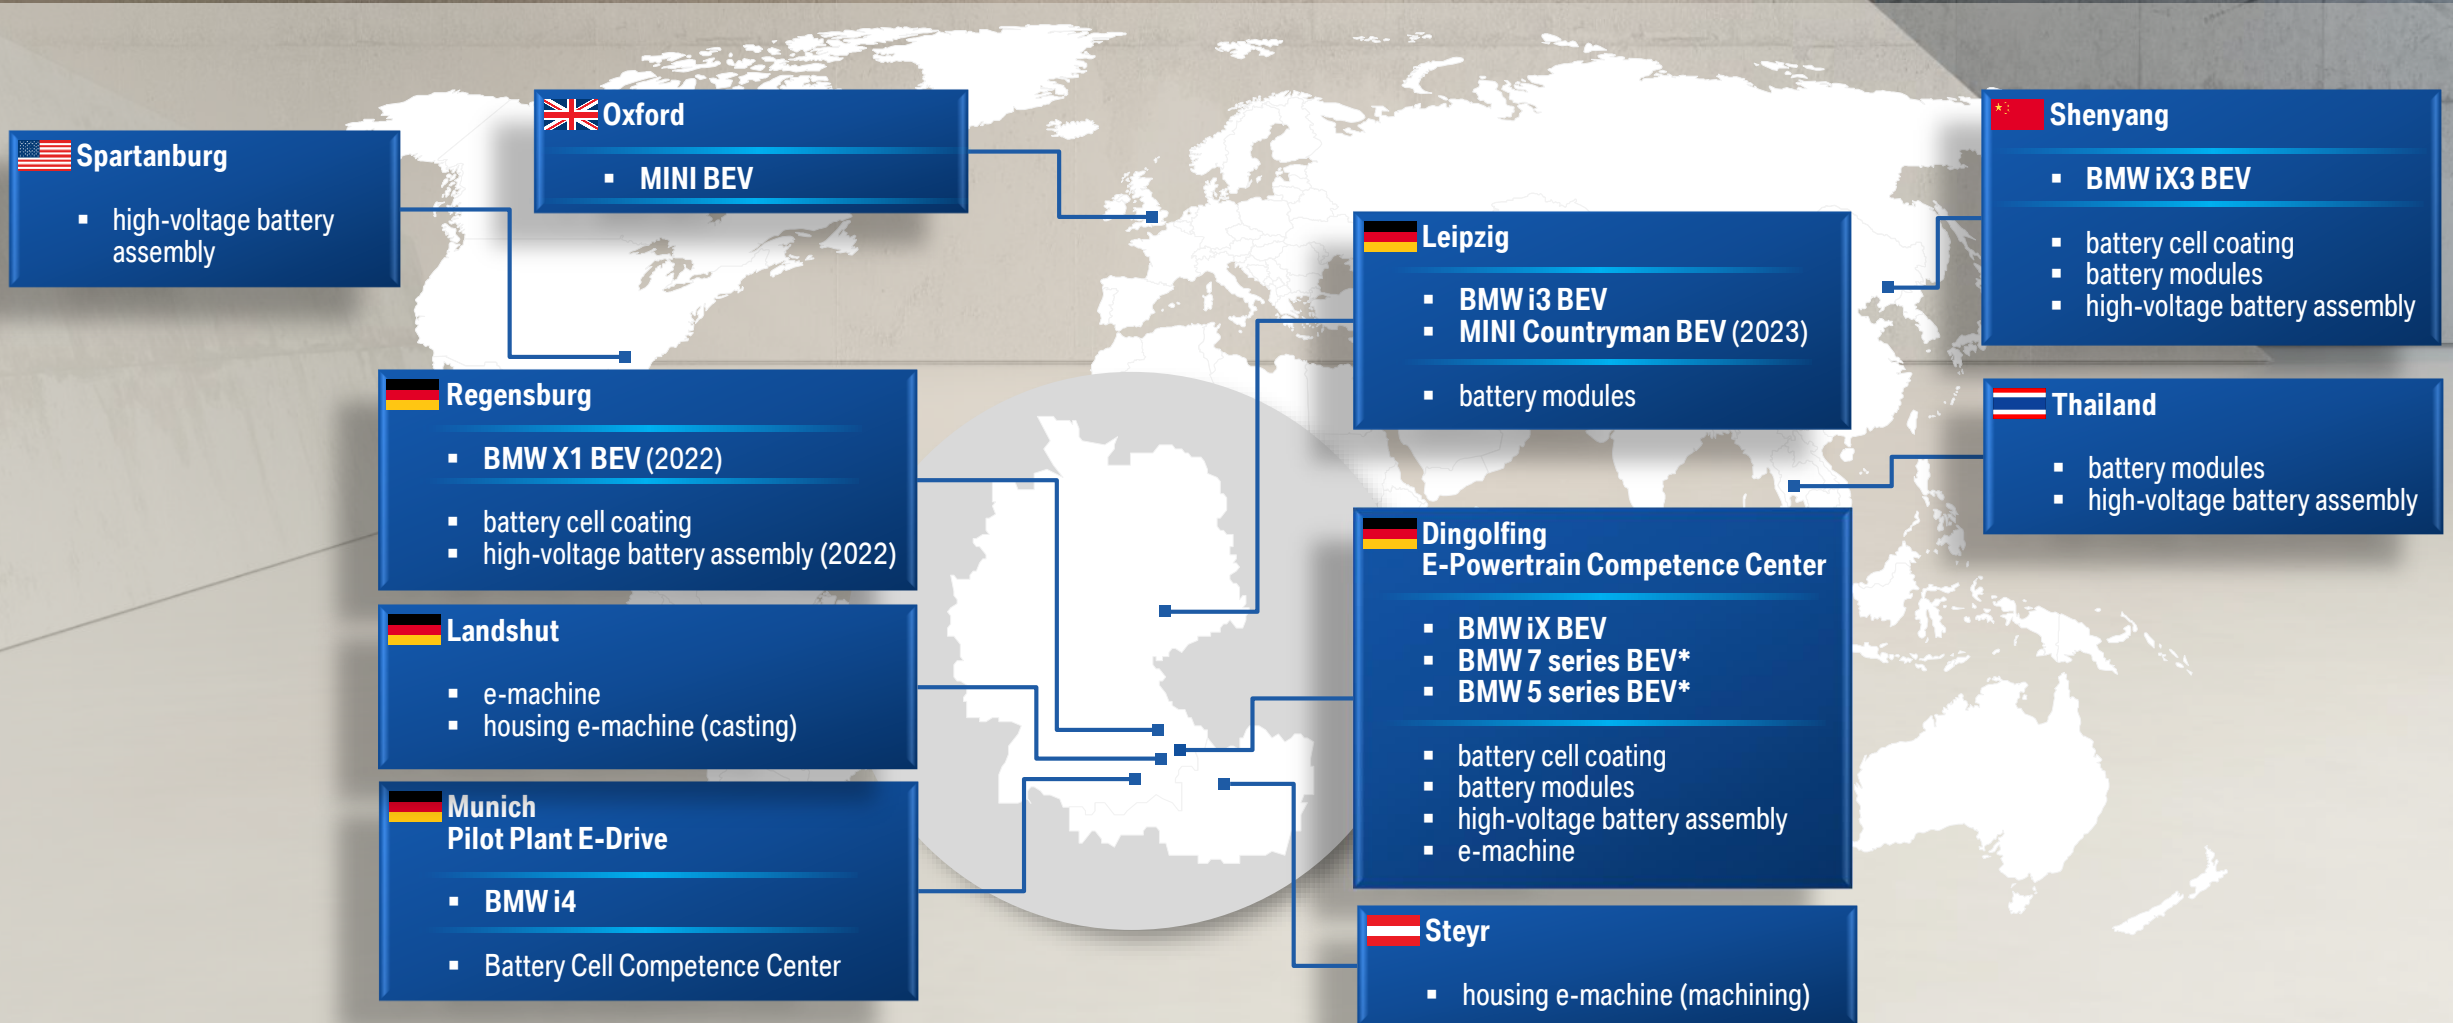 Spartanburg
high-voltage battery
assembly
Oxford
MINI BEV
Regensburg
BMW X1 BEV (2022)
battery cell coating
high-voltage battery assembly (2022)
Landshut
e-machine
housing e-machine (casting)
Munich
Pilot Plant E-Drive
BMW i4
Battery Cell Competence Center
Leipzig
BMW i3 BEV
MINI Countryman BEV (2023)
battery modules
Dingolfing
E-Powertrain Competence Center
BMW iX BEV
BMW 7 series BEV*
BMW 5 series BEV*
battery cell coating
battery modules
high-voltage battery assembly
e-machine
Steyr
housing e-machine (machining)
Shenyang
BMW iX3 BEV
battery cell coating
battery modules
high-voltage battery assembly
Thailand
battery modules
high-voltage battery assembly